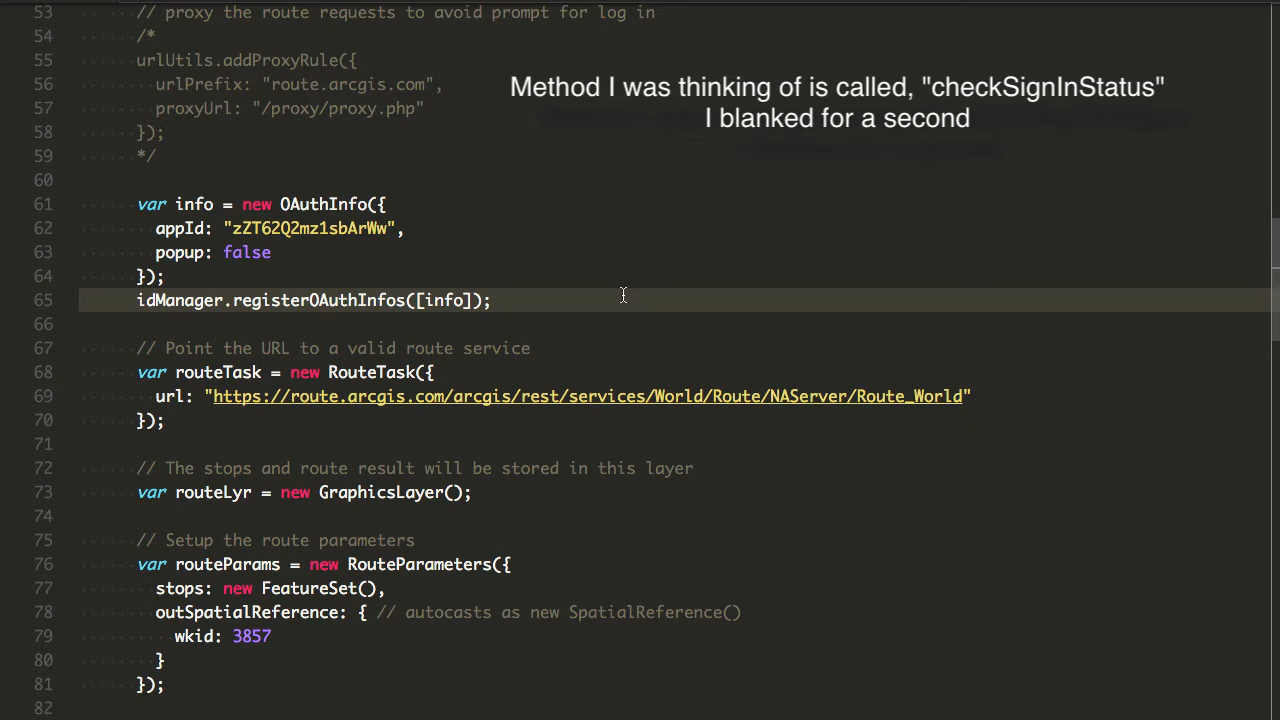 53 // proxy the route requests to avoid prompt for log in
54 /*
55 urlUtils.addProxyRule({
56 urlPrefix: "route.arcgis.com",
57 proxyUrl: "/proxy/proxy.php"
58 });
59 */
Method I was thinking of is called, "checkSignInStatus"
I blanked for a second
60
61 var info = new OAuthInfo({
62 appId: "zZT62Q2mz1sbArWw",
63 popup: false
64 });
65 idManager.registerOAuthInfos([info]);
66
67 // Point the URL to a valid route service
68 var routeTask = new RouteTask({
69 url: "https://route.arcgis.com/arcgis/rest/services/World/Route/NAServer/Route_World"
70 });
71
72 // The stops and route result will be stored in this layer
73 var routeLyr = new GraphicsLayer();
74
75 // Setup the route parameters
76 var routeParams = new RouteParameters({
77 stops: new FeatureSet(),
78 outSpatialReference: { // autocasts as new SpatialReference()
79 wkid: 3857
80 }
81 });
82